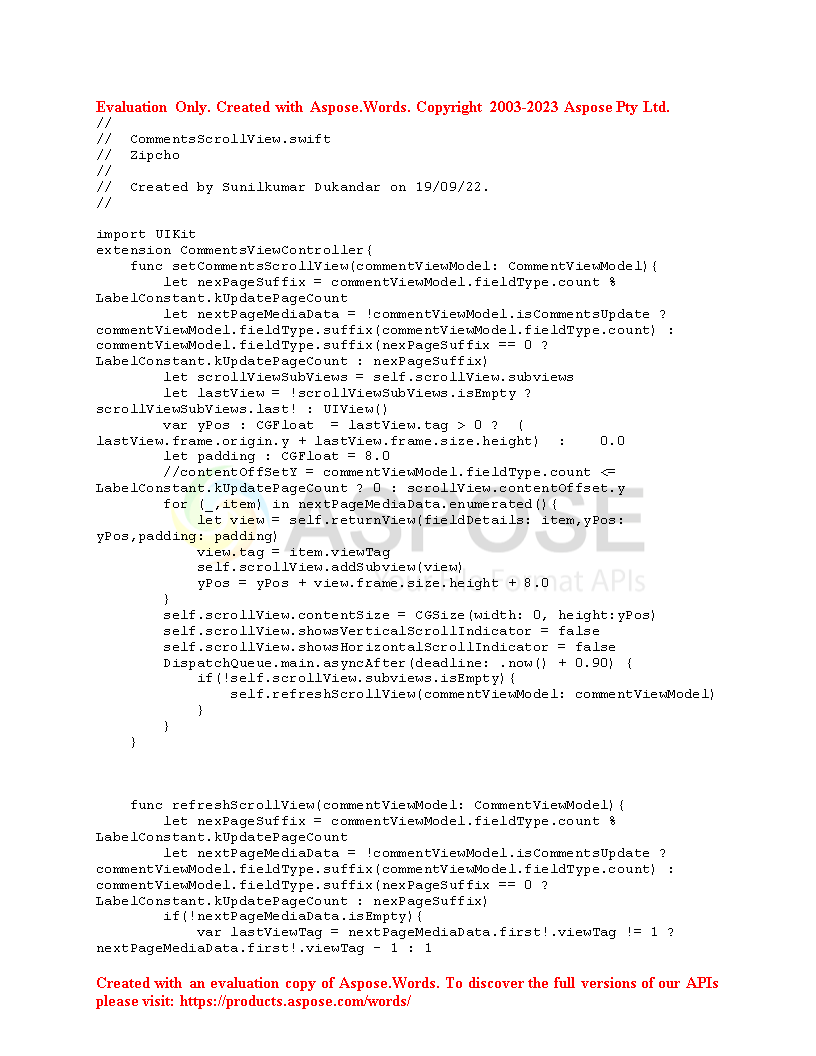 Evaluation Only. Created with Aspose.Words. Copyright 2003-2023 Aspose Pty Ltd.
//
//  CommentsScrollView.swift
//  Zipcho
//
//  Created by Sunilkumar Dukandar on 19/09/22.
//
import UIKit
extension CommentsViewController{
    func setCommentsScrollView(commentViewModel: CommentViewModel){
        let nexPageSuffix = commentViewModel.fieldType.count %
LabelConstant.kUpdatePageCount
        let nextPageMediaData = !commentViewModel.isCommentsUpdate ?
commentViewModel.fieldType.suffix(commentViewModel.fieldType.count) :
commentViewModel.fieldType.suffix(nexPageSuffix == 0 ?
LabelConstant.kUpdatePageCount : nexPageSuffix)
        let scrollViewSubViews = self.scrollView.subviews
        let lastView = !scrollViewSubViews.isEmpty ?
scrollViewSubViews.last! : UIView()
        var yPos : CGFloat  = lastView.tag > 0 ?  (
lastView.frame.origin.y + lastView.frame.size.height)  :    0.0
        let padding : CGFloat = 8.0
        //contentOffSetY = commentViewModel.fieldType.count <=
LabelConstant.kUpdatePageCount ? 0 : scrollView.contentOffset.y
        for (_,item) in nextPageMediaData.enumerated(){
            let view = self.returnView(fieldDetails: item,yPos:
yPos,padding: padding)
            view.tag = item.viewTag
            self.scrollView.addSubview(view)
            yPos = yPos + view.frame.size.height + 8.0
        }
        self.scrollView.contentSize = CGSize(width: 0, height:yPos)
        self.scrollView.showsVerticalScrollIndicator = false
        self.scrollView.showsHorizontalScrollIndicator = false
        DispatchQueue.main.asyncAfter(deadline: .now() + 0.90) {
            if(!self.scrollView.subviews.isEmpty){
                self.refreshScrollView(commentViewModel: commentViewModel)
            }
        }
    }
    func refreshScrollView(commentViewModel: CommentViewModel){
        let nexPageSuffix = commentViewModel.fieldType.count %
LabelConstant.kUpdatePageCount
        let nextPageMediaData = !commentViewModel.isCommentsUpdate ?
commentViewModel.fieldType.suffix(commentViewModel.fieldType.count) :
commentViewModel.fieldType.suffix(nexPageSuffix == 0 ?
LabelConstant.kUpdatePageCount : nexPageSuffix)
        if(!nextPageMediaData.isEmpty){
            var lastViewTag = nextPageMediaData.first!.viewTag != 1 ?
nextPageMediaData.first!.viewTag - 1 : 1
ASPOSE
Format APIs
Created with an evaluation copy of Aspose.Words. To discover the full versions of our APIs
please visit: https://products.aspose.com/words/